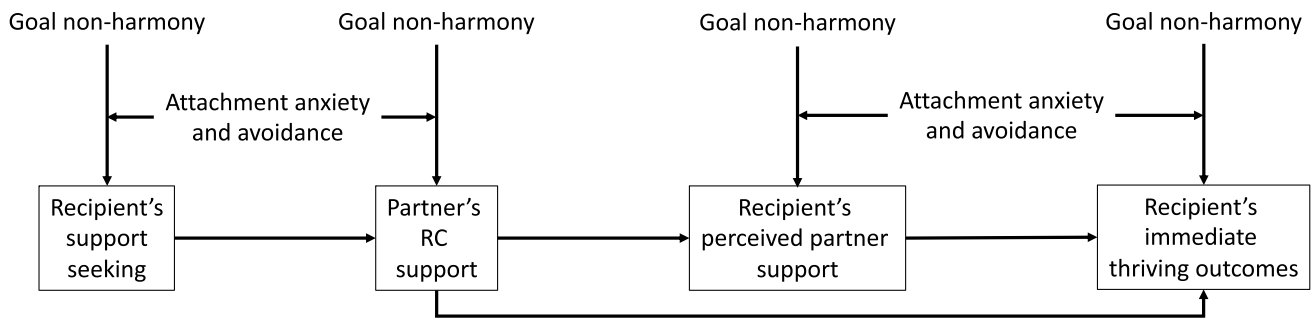 Goal non-harmony
Goal non-harmony
Goal non-harmony
Goal non-harmony
Attachment anxiety
and avoidance
Attachment anxiety
and avoidance
Recipient's
support
seeking
Partner's
RC
support
Recipient's
perceived partner
support
Recipient's
immediate
thriving outcomes